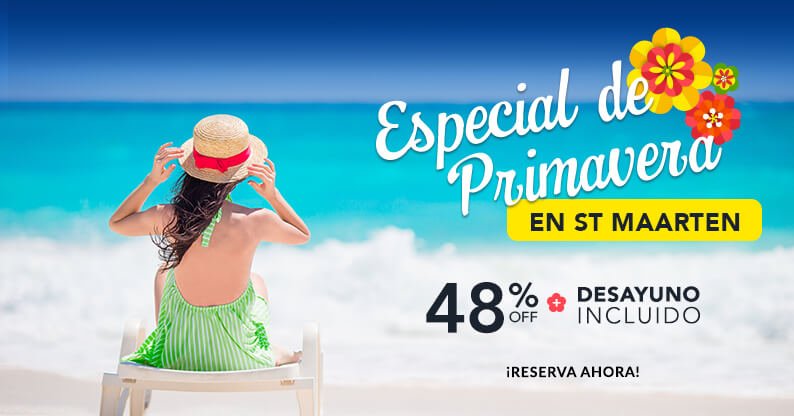 Especial de
Primavera
EN ST MAARTEN
48% OFF + DESAYUNO
INCLUIDO
¡RESERVA AHORA!